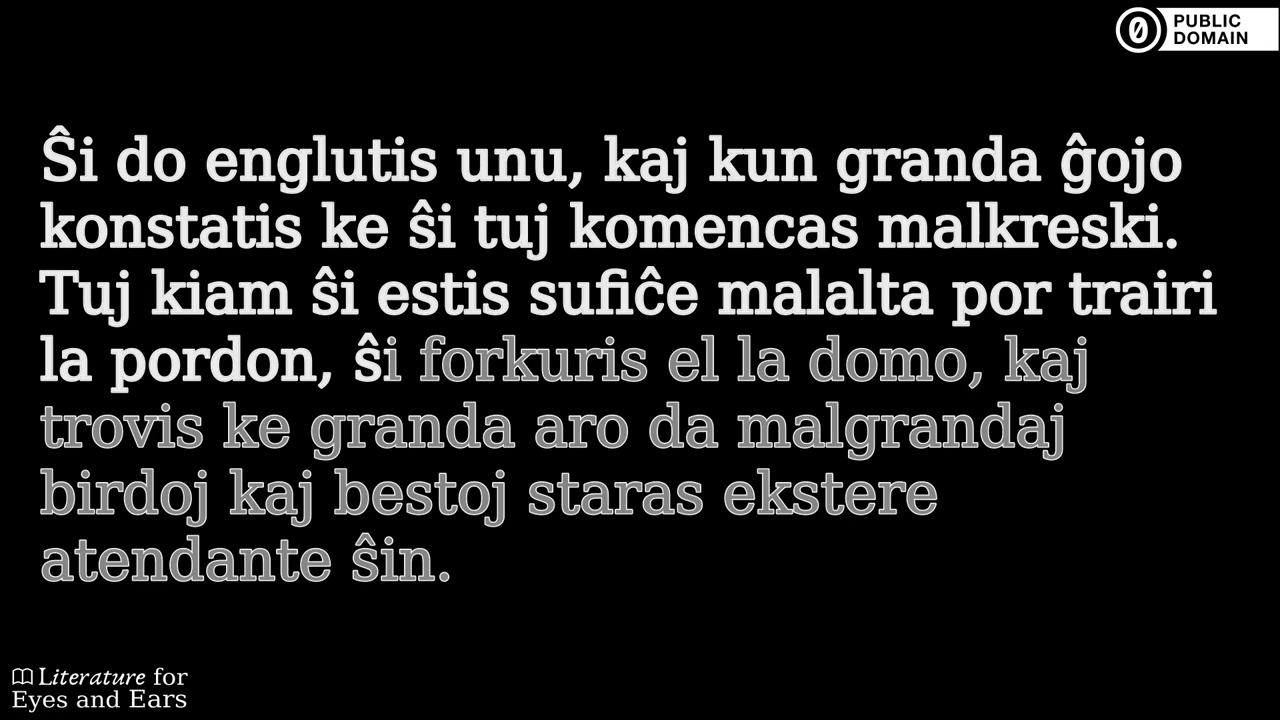 PUBLIC
DOMAIN
Ŝi do englutis unu, kaj kun granda ĝojo
konstatis ke ŝi tuj komencas malkreski.
Tuj kiam ŝi estis sufiĉe malalta por trairi
la pordon, ŝi forkuris el la domo, kaj
trovis ke granda aro da malgrandaj
birdoj kaj bestoj staras ekstere
atendante ŝin.
Literature for
Eyes and Ears